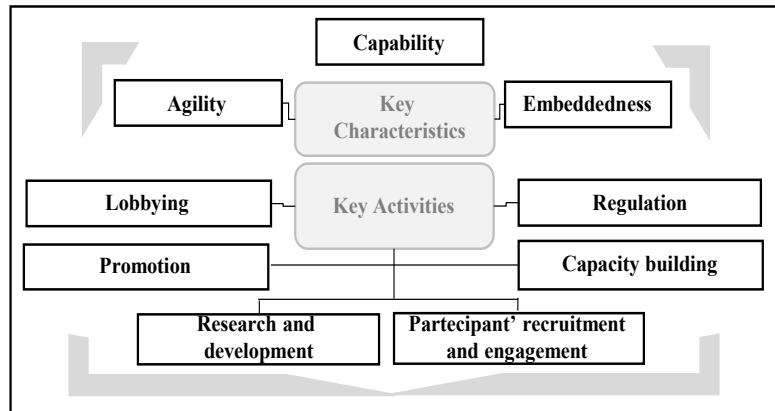 Capability
Agility
Key
Characteristics
Embeddedness
Lobbying
Key Activities
Regulation
Promotion
Capacity building
Research and
development
Partecipant’ recruitment
and engagement